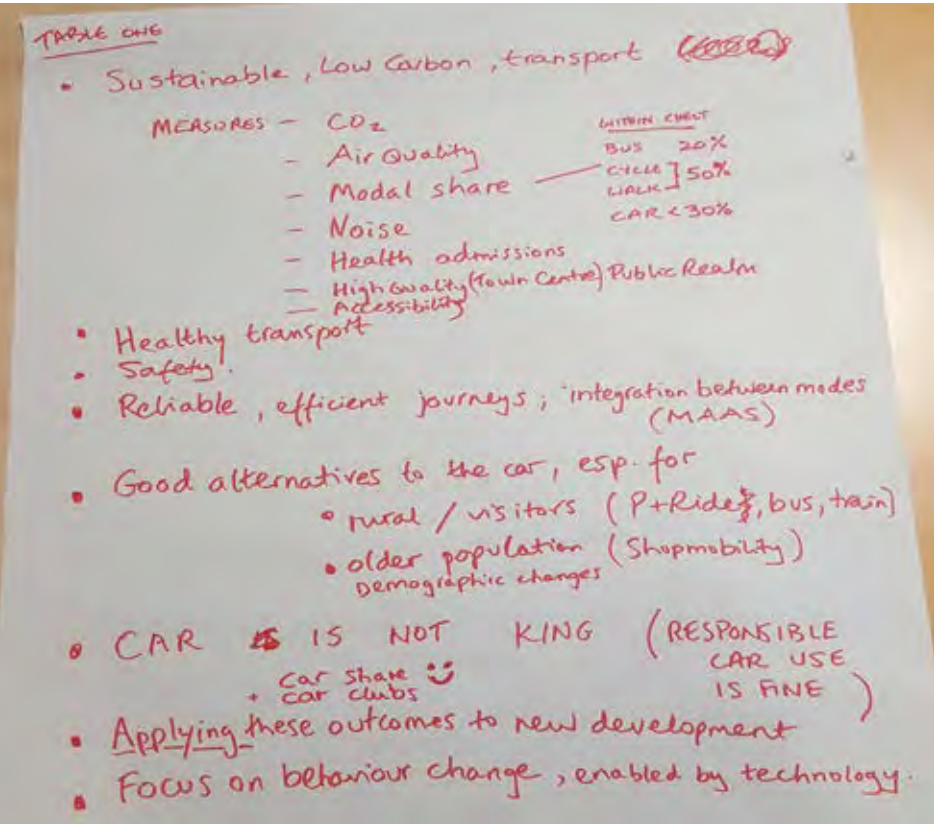 TABLE ONE
• Sustainable, Low Carbon, transport
MEASURES - CO2
- Air Quality
- Modal share
- Noise
- Health admissions
- High Quality (Town Centre) Public Realm
- Accessibility
WITHIN
BUS 20%
CYCLE ] 50%
WALK
CAR < 30%
• Healthy transport
• Safety!
• Reliable, efficient journeys; integration between modes
(MAAS)
• Good alternatives to the car, esp. for
• rural / visitors (P+Ride, bus, train)
• older population (Shopmobility)
Demographic changes
• CAR IS NOT KING (RESPONSIBLE
CAR USE
IS FINE)
car share
+ car clubs
• Applying these outcomes to new development
• Focus on behaviour change, enabled by technology.